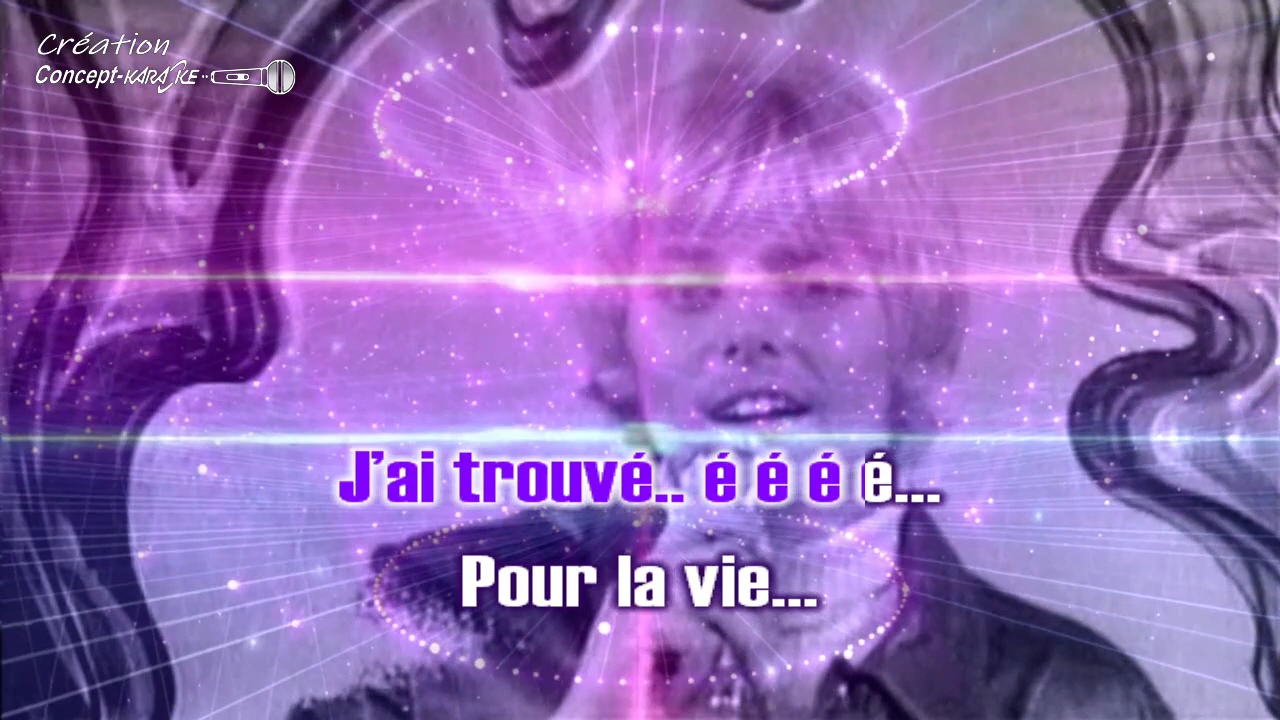 Création
Concept-KARAOKE
J'ai trouvé.. é é é é...
Pour la vie...